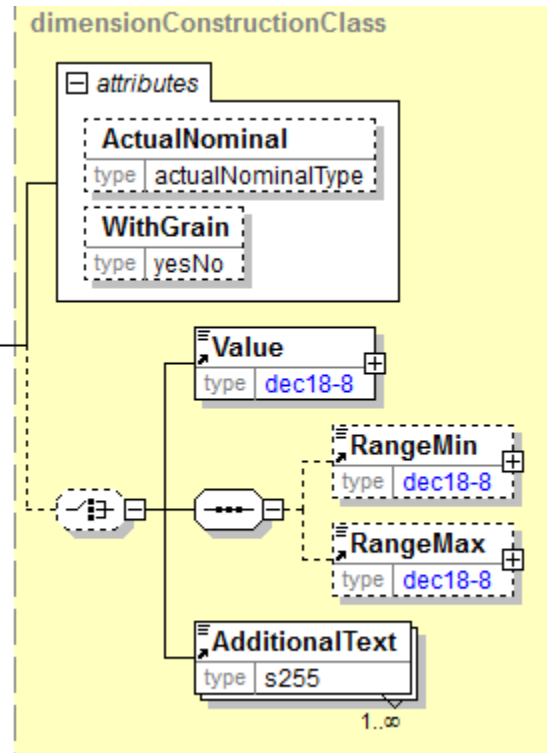 dimensionConstructionClass
attributes
ActualNominal
type actualNominalType
WithGrain
type yesNo
Value
type dec18-8
RangeMin
type dec18-8
RangeMax
type dec18-8
AdditionalText
type s255
1..∞